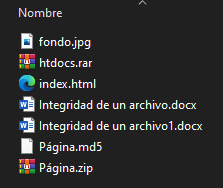 Nombre
fondo.jpg
htdocs.rar
index.html
Integridad de un archivo.docx
Integridad de un archivo1.docx
Página.md5
Página.zip